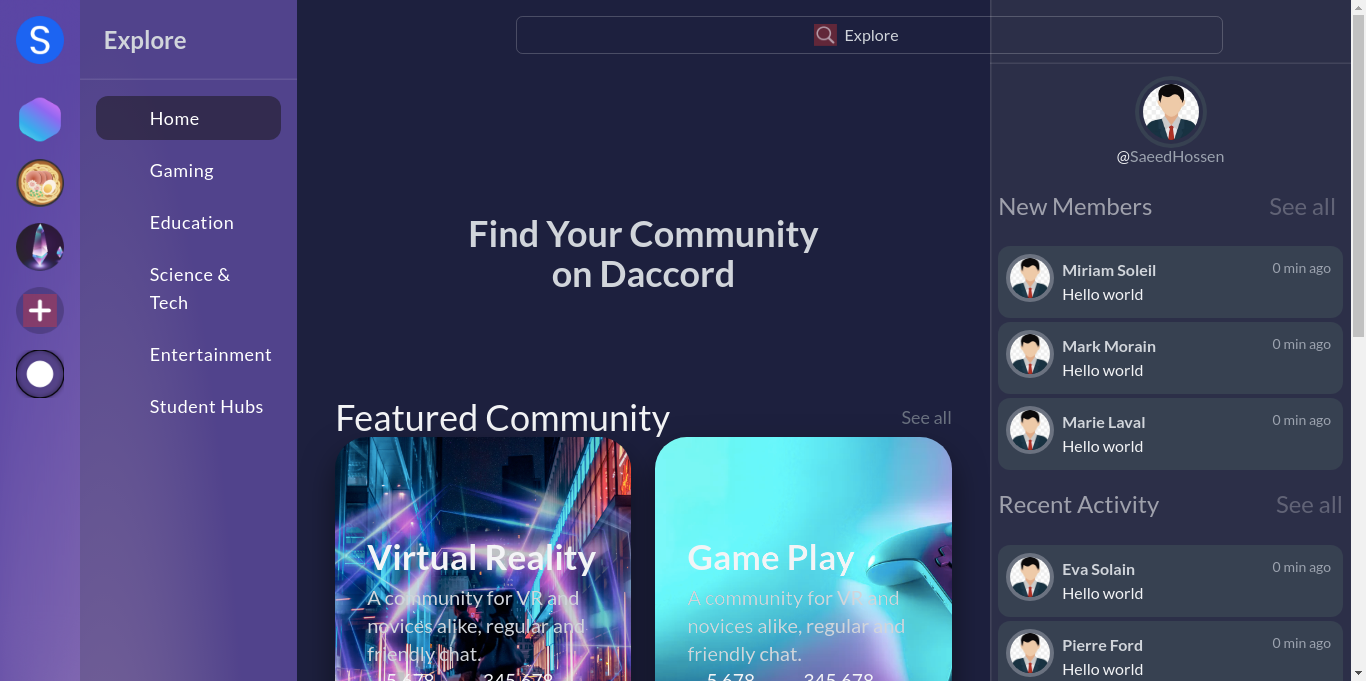 S
Explore
Home
Gaming
Education
Science &
Tech
Entertainment
Student Hubs
Explore
Find Your Community
on Daccord
Featured Community
See all
Virtual Reality
A community for VR and
novices alike, regular and
friendly chat.
5,678
345,678
Game Play
A community for VR and
novices alike, regular and
friendly chat.
5,678
345,678
@SaeedHossen
New Members
See all
Miriam Soleil
0 min ago
Hello world
Mark Morain
0 min ago
Hello world
Marie Laval
0 min ago
Hello world
Recent Activity
See all
Eva Solain
0 min ago
Hello world
Pierre Ford
0 min ago
Hello world